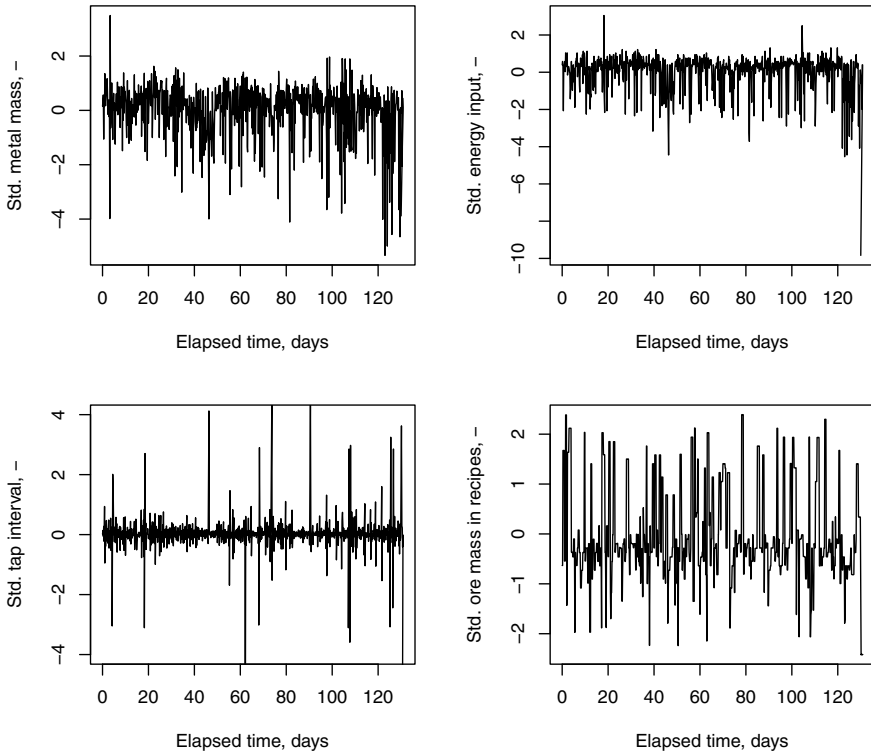 Std. metal mass, −
2
0
−2
−4
0 20 40 60 80 100 120
Elapsed time, days
Std. energy input, −
2
0
−2
−4
−6
−10
0 20 40 60 80 100 120
Elapsed time, days
Std. tap interval, −
4
2
0
−2
−4
0 20 40 60 80 100 120
Elapsed time, days
Std. ore mass in recipes, −
2
1
0
−1
−2
0 20 40 60 80 100 120
Elapsed time, days